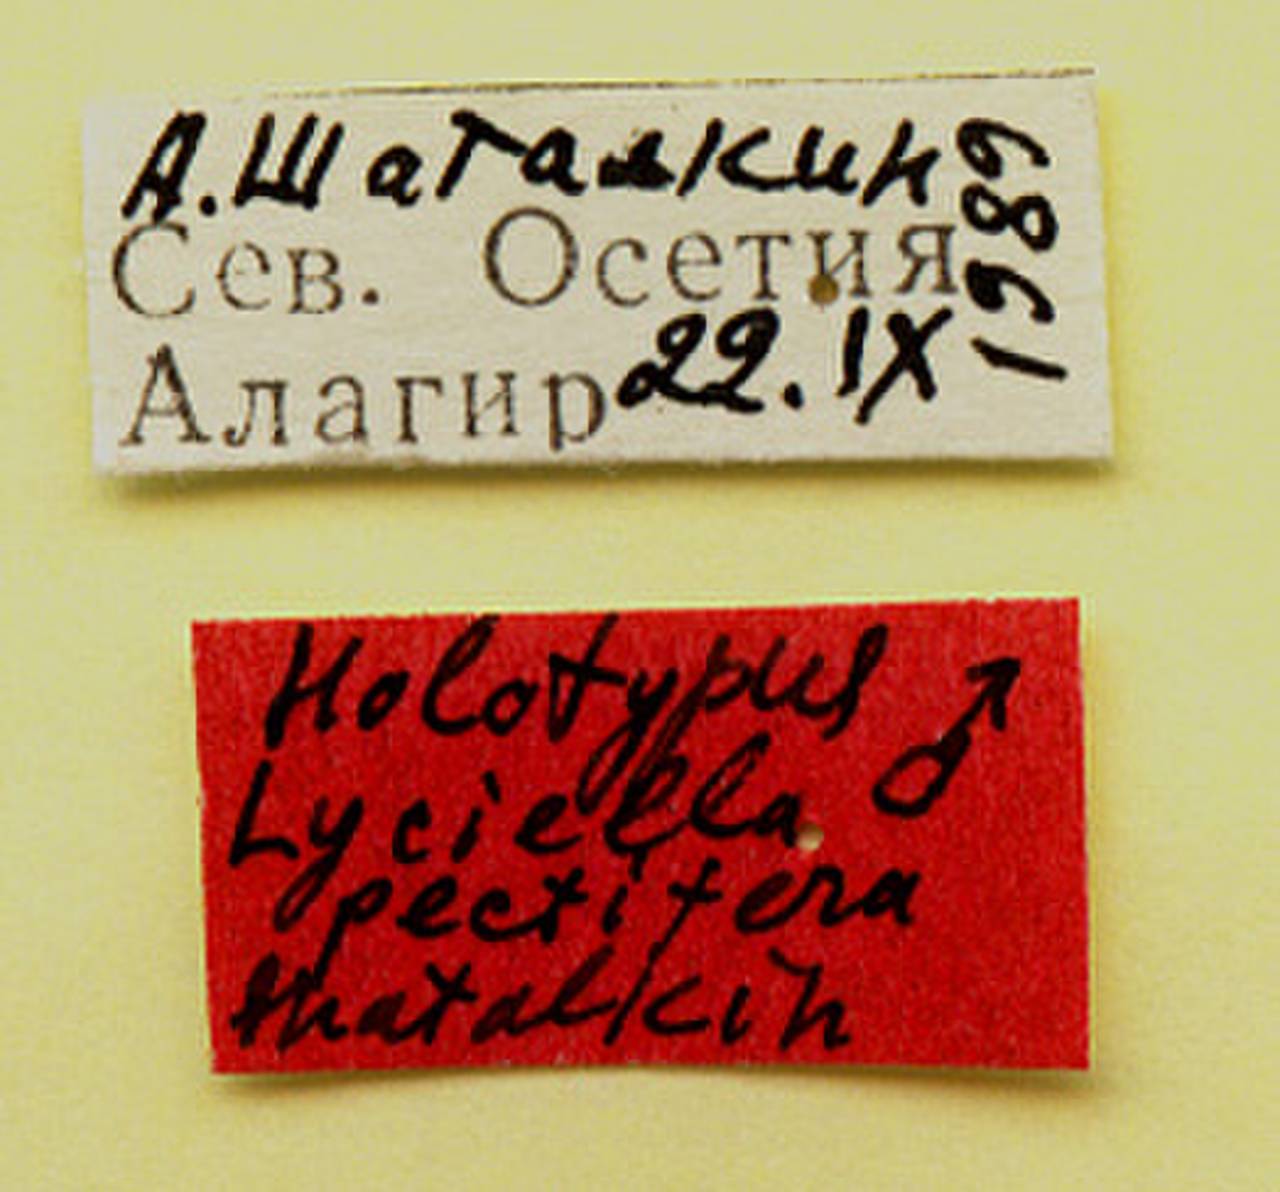 А. Шаталкин
Сев. Осетия
Алагир 22.IX
1989
Holotypus ♂
Lyciella
pectifera
Shatalkin